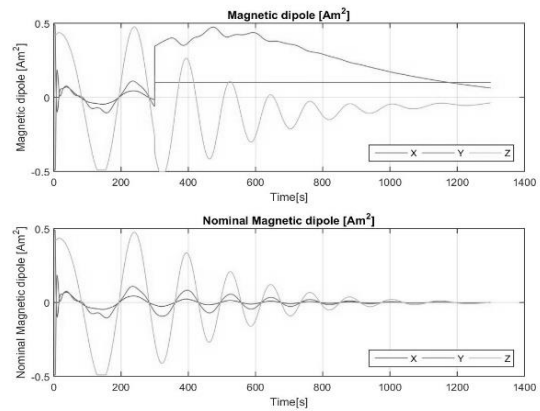 Magnetic dipole [Am²]
Magnetic dipole [Am²]
0.5
0
-0.5
X Y Z
0 200 400 600 800 1000 1200 1400
Time[s]
Nominal Magnetic dipole [Am²]
Nominal Magnetic dipole [Am²]
0.5
0
-0.5
X Y Z
0 200 400 600 800 1000 1200 1400
Time[s]